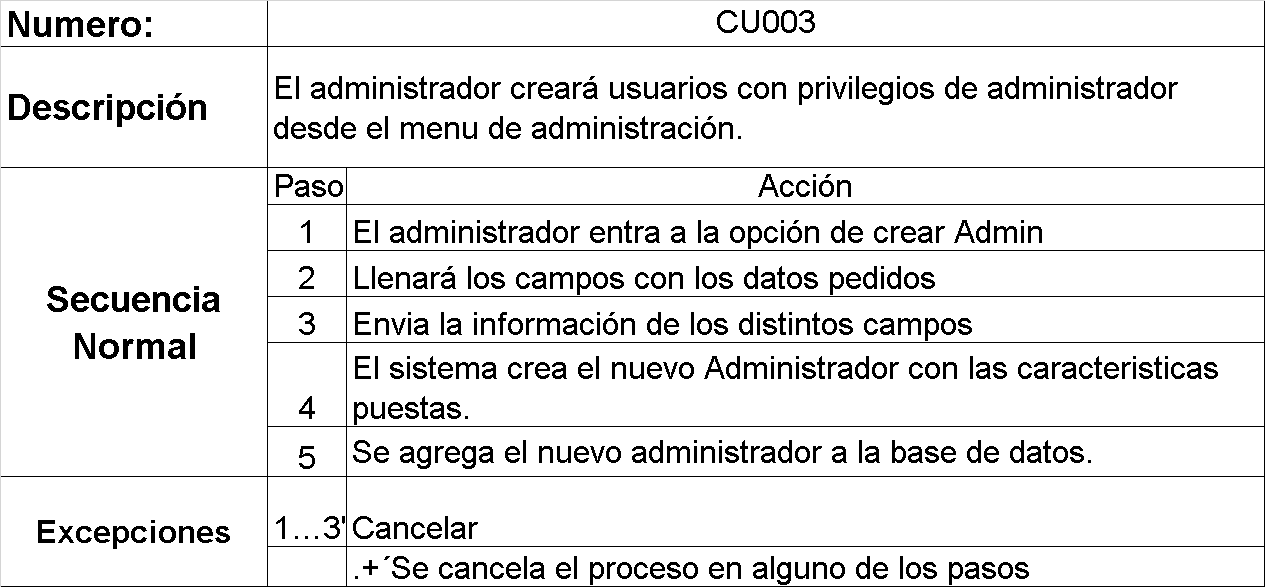 Numero: CU003
Descripción
El administrador creará usuarios con privilegios de administrador
desde el menu de administración.
Secuencia
Normal
Paso Acción
1 El administrador entra a la opción de crear Admin
2 Llenará los campos con los datos pedidos
3 Envia la información de los distintos campos
4 El sistema crea el nuevo Administrador con las caracteristicas
puestas.
5 Se agrega el nuevo administrador a la base de datos.
Excepciones
1…3' Cancelar
.+´Se cancela el proceso en alguno de los pasos